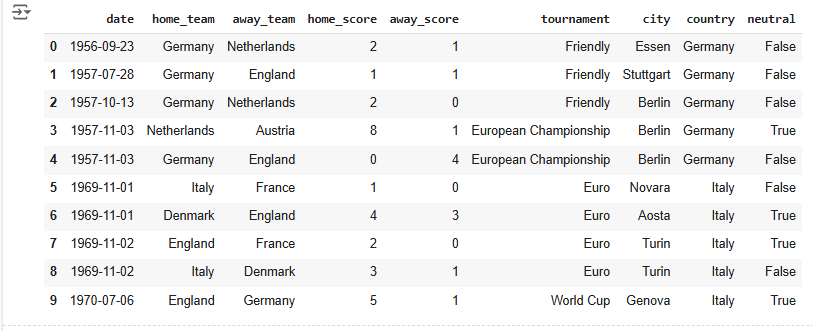 date home_team away_team home_score away_score tournament city country neutral
0 1956-09-23 Germany Netherlands 2 1 Friendly Essen Germany False
1 1957-07-28 Germany England 1 1 Friendly Stuttgart Germany False
2 1957-10-13 Germany Netherlands 2 0 Friendly Berlin Germany False
3 1957-11-03 Netherlands Austria 8 1 European Championship Berlin Germany True
4 1957-11-03 Germany England 0 4 European Championship Berlin Germany False
5 1969-11-01 Italy France 1 0 Euro Novara Italy False
6 1969-11-01 Denmark England 4 3 Euro Aosta Italy True
7 1969-11-02 England France 2 0 Euro Turin Italy True
8 1969-11-02 Italy Denmark 3 1 Euro Turin Italy False
9 1970-07-06 England Germany 5 1 World Cup Genova Italy True